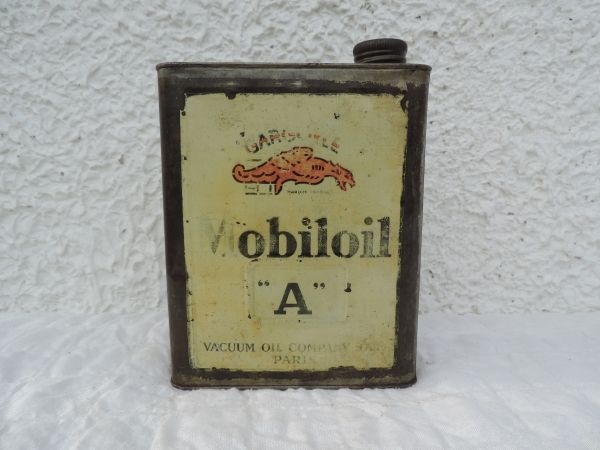 GARGOYLE
Mobiloil
"A"
VACUUM OIL COMPANY
PARIS